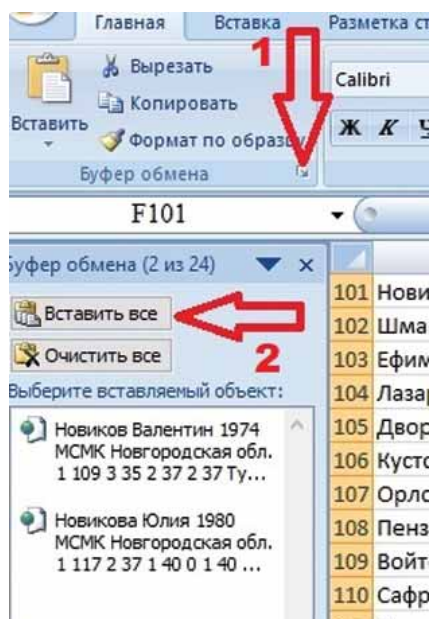 Главная Вставка Разметка ст
1
Вырезать
Копировать
Вставить
Формат по образцу
Calibri
Ж К Ч
Буфер обмена
F101
Буфер обмена (2 из 24)
Вставить все
2
Очистить все
Выберите вставляемый объект:
Новиков Валентин 1974
МСМК Новгородская обл.
1 109 3 35 2 37 2 37 Ту...
Новикова Юлия 1980
МСМК Новгородская обл.
1 117 2 37 1 40 0 1 40 ...
101 Нови
102 Шма
103 Ефим
104 Лазар
105 Двор
106 Кусто
107 Орло
108 Пенз
109 Войт
110 Сафр